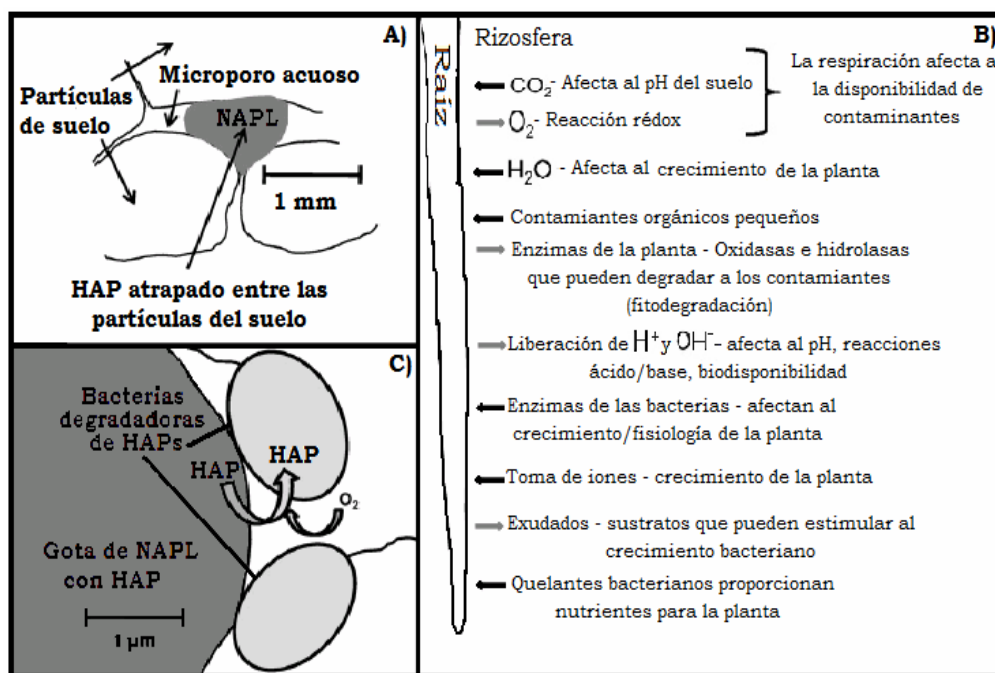 A)
Microporo acuoso
Partículas
de suelo
NAPL
1 mm
HAP atrapado entre las
partículas del suelo
B)
Rizosfera
Raíz
CO2- Afecta al pH del suelo
O2- Reacción rédox
La respiración afecta a
la disponibilidad de
contaminantes
H2O - Afecta al crecimiento de la planta
Contamiantes orgánicos pequeños
Enzimas de la planta - Oxidasas e hidrolasas
que pueden degradar a los contamiantes
(fitodegradación)
Liberación de H+ y OH- - afecta al pH, reacciones
ácido/base, biodisponibilidad
Enzimas de las bacterias - afectan al
crecimiento/fisiología de la planta
Toma de iones - crecimiento de la planta
Exudados - sustratos que pueden estimular al
crecimiento bacteriano
Quelantes bacterianos proporcionan
nutrientes para la planta
C)
Bacterias
degradadoras
de HAPs
HAP
HAP
O2
Gota de NAPL
con HAP
1 µm